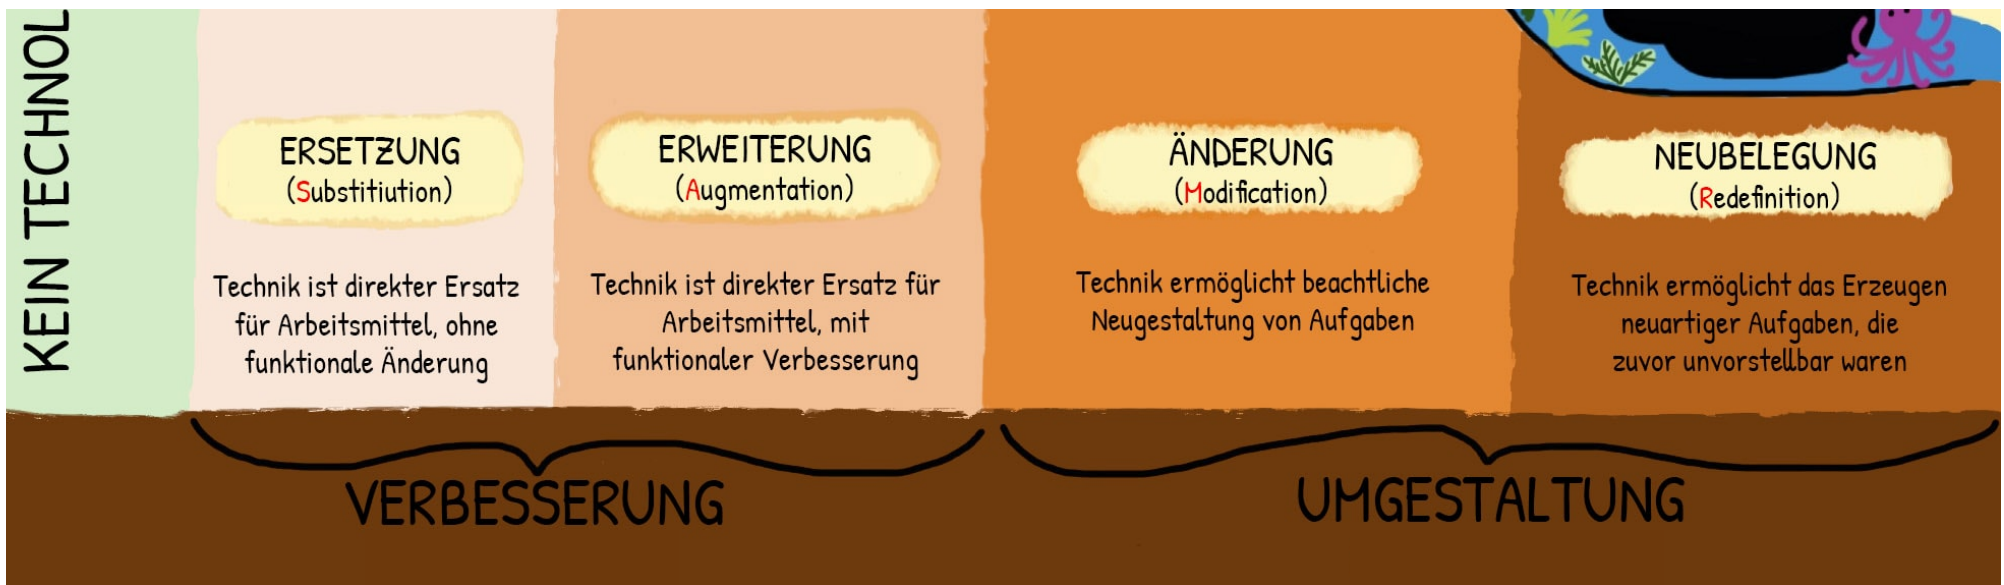 KEIN TECHNOL
ERSETZUNG
(Substitiution)
Technik ist direkter Ersatz
für Arbeitsmittel, ohne
funktionale Änderung
ERWEITERUNG
(Augmentation)
Technik ist direkter Ersatz für
Arbeitsmittel, mit
funktionaler Verbesserung
ÄNDERUNG
(Modification)
Technik ermöglicht beachtliche
Neugestaltung von Aufgaben
NEUBELEGUNG
(Redefinition)
Technik ermöglicht das Erzeugen
neuartiger Aufgaben, die
zuvor unvorstellbar waren
VERBESSERUNG
UMGESTALTUNG